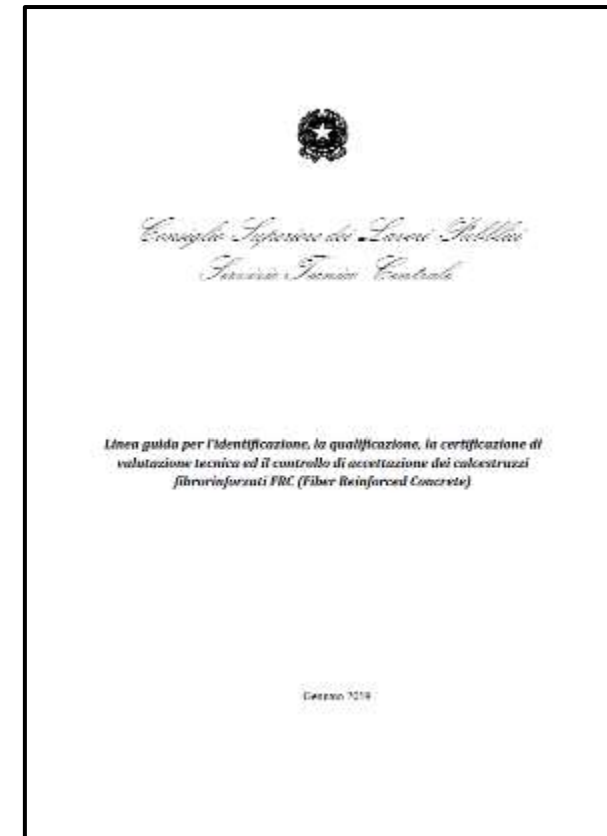 Consiglio Superiore dei Lavori Pubblici
Servizio Tecnico Centrale
Linea guida per l'identificazione, la qualificazione, la certificazione di
valutazione tecnica ed il controllo di accettazione dei calcestruzzi
fibrorinforzati FRC (Fiber Reinforced Concrete)
Gennaio 2019